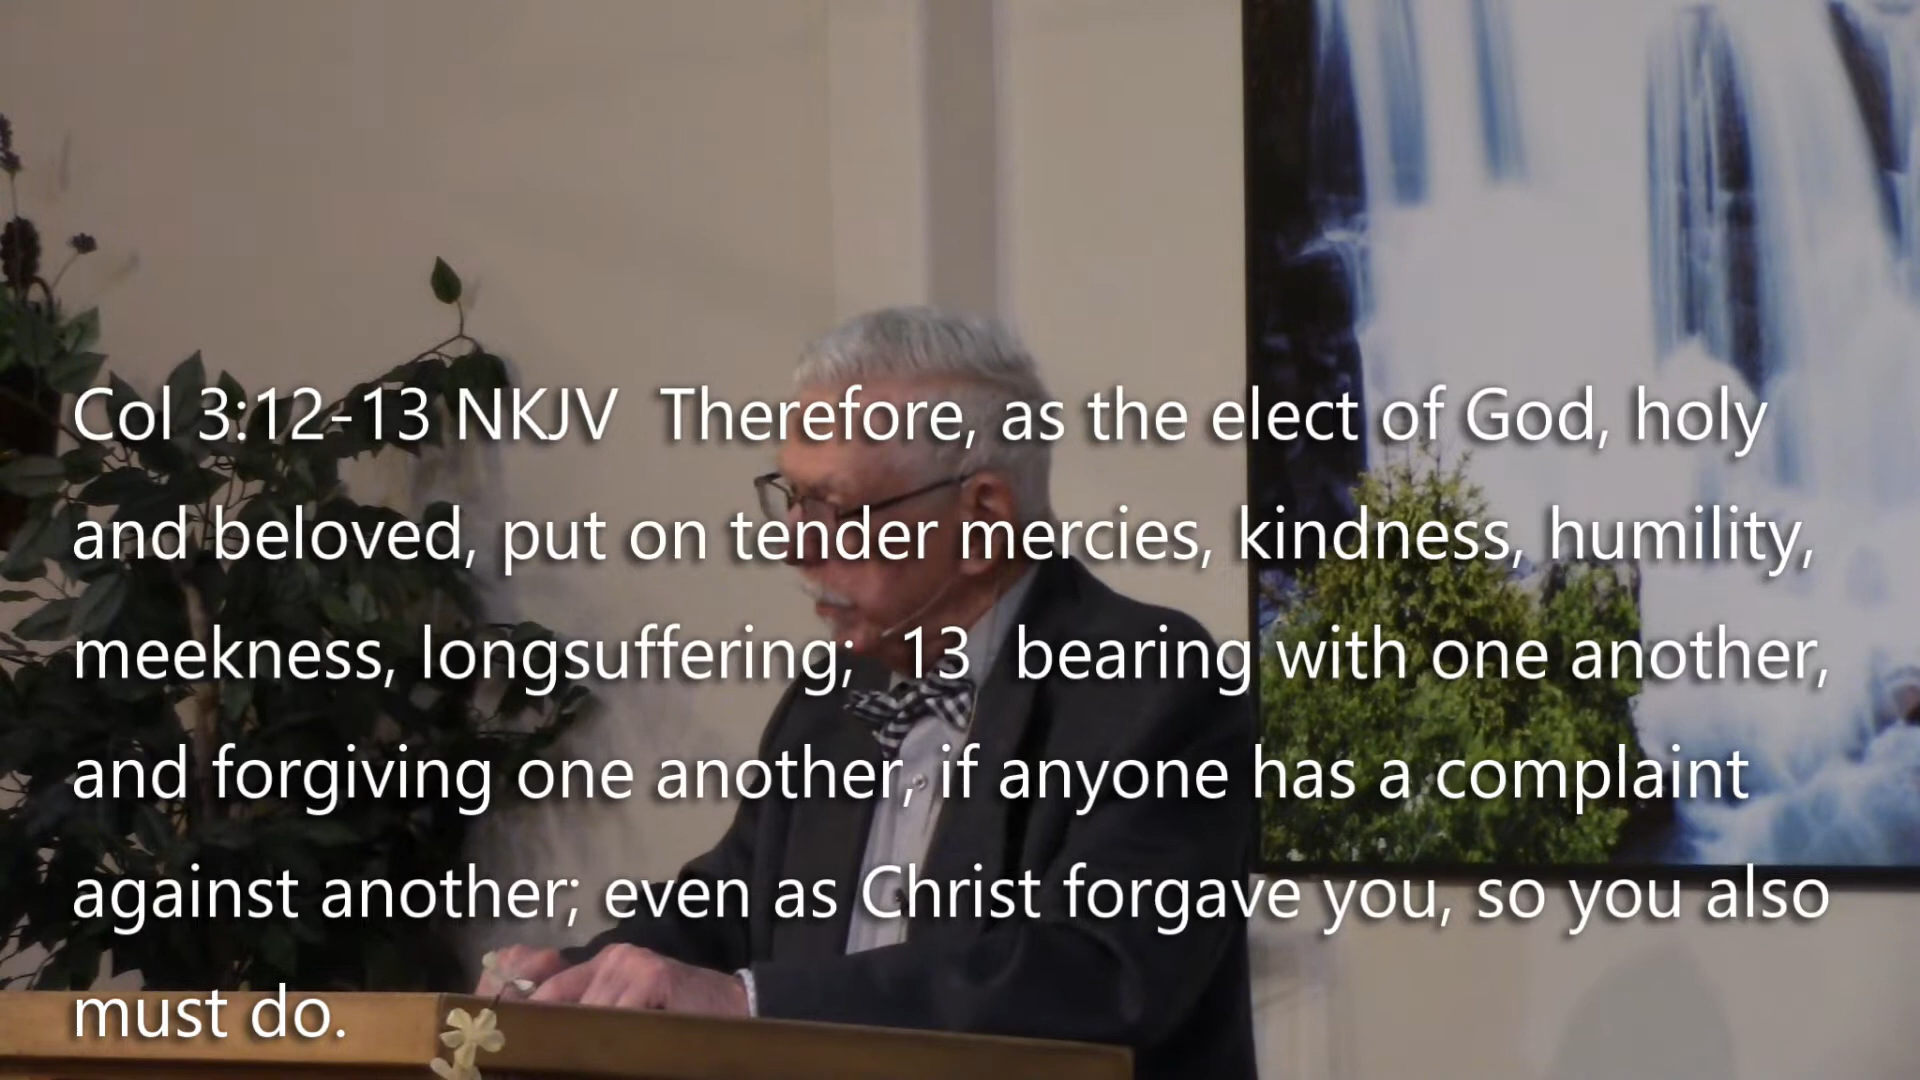 Col 3:12-13 NKJV  Therefore, as the elect of God, holy
and beloved, put on tender mercies, kindness, humility,
meekness, longsuffering;  13  bearing with one another,
and forgiving one another, if anyone has a complaint
against another; even as Christ forgave you, so you also
must do.